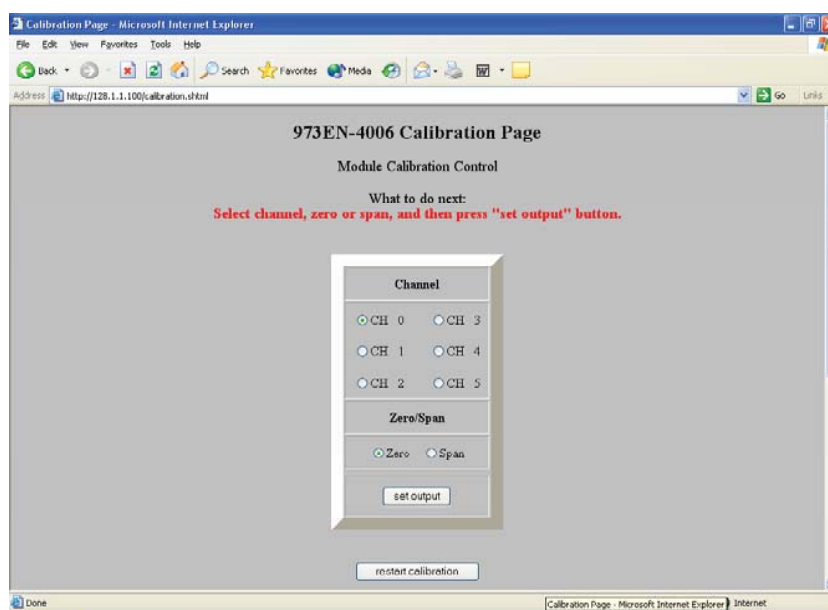 Calibration Page - Microsoft Internet Explorer
File Edit View Favorites Tools Help
Back Search Favorites Media
Address http://128.1.1.100/calibration.shtml Go Links
973EN-4006 Calibration Page
Module Calibration Control
What to do next:
Select channel, zero or span, and then press "set output" button.
Channel
CH 0 CH 3
CH 1 CH 4
CH 2 CH 5
Zero/Span
Zero Span
set output
restart calibration
Done Calibration Page - Microsoft Internet Explorer Internet